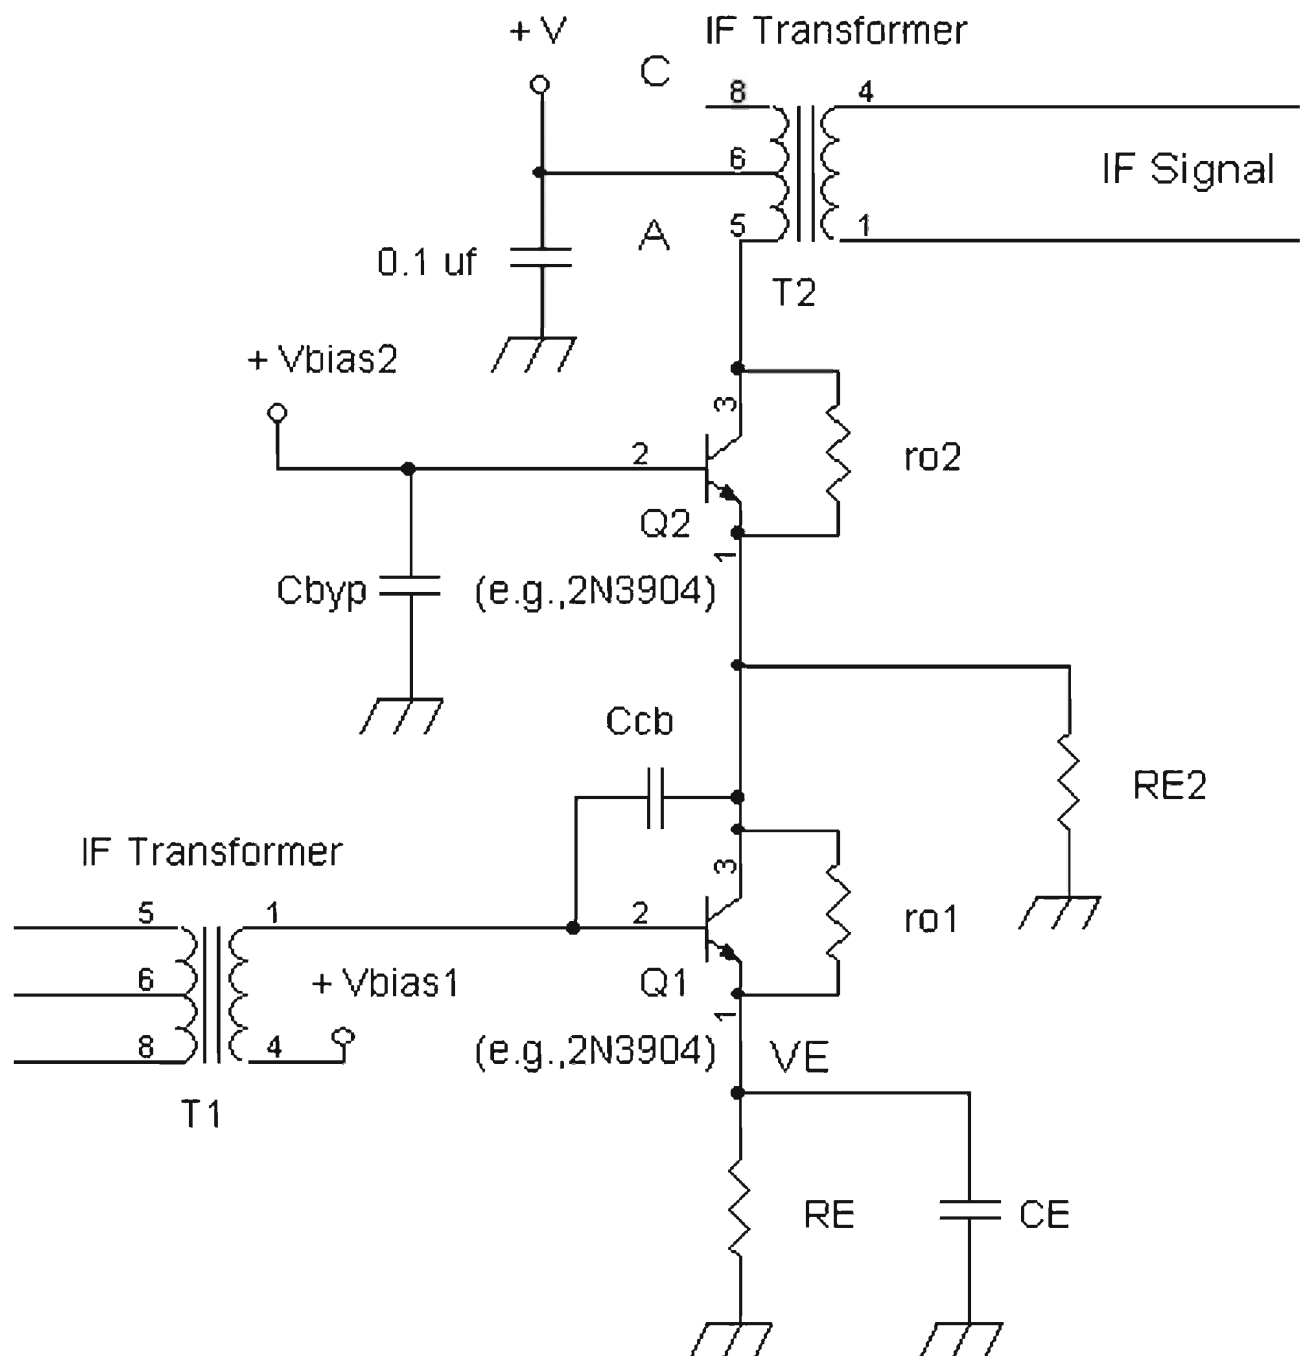 + V
IF Transformer
C
8
4
6
IF Signal
A
5
1
0.1 uf
T2
+ Vbias2
3
2
ro2
Q2
1
Cbyp
(e.g.,2N3904)
Ccb
RE2
IF Transformer
3
5
1
2
ro1
6
+ Vbias1
Q1
1
8
4
(e.g.,2N3904)
VE
T1
RE
CE